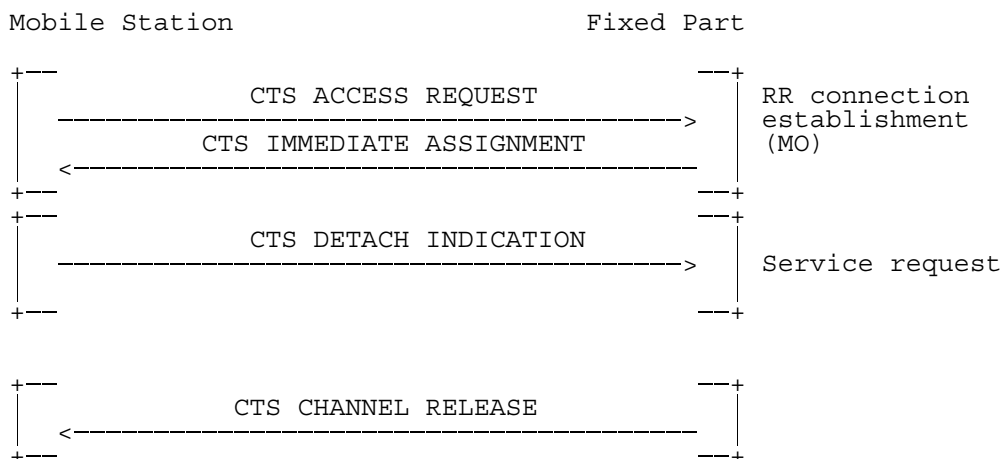 Mobile Station Fixed Part
CTS ACCESS REQUEST
RR connection
establishment
(MO)
CTS IMMEDIATE ASSIGNMENT
CTS DETACH INDICATION
Service request
CTS CHANNEL RELEASE